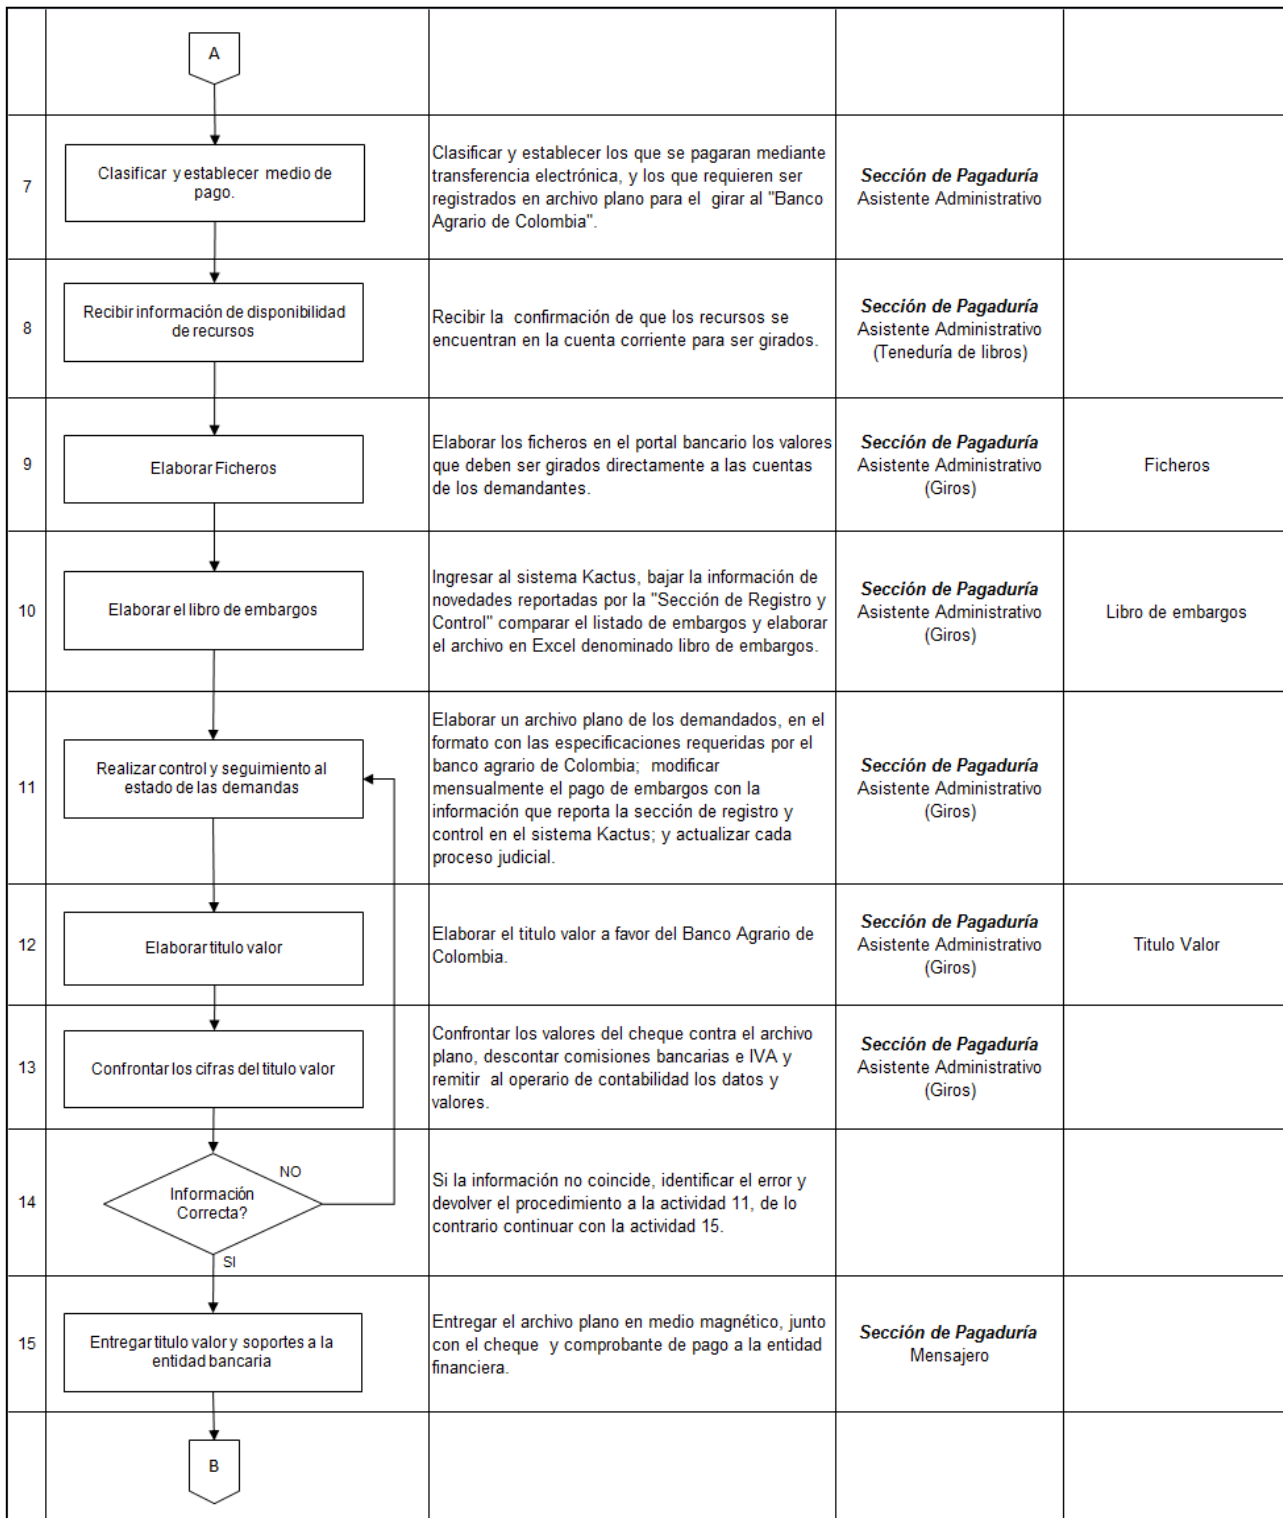 A
7
Clasificar y establecer medio de
pago.
Clasificar y establecer los que se pagaran mediante
transferencia electrónica, y los que requieren ser
registrados en archivo plano para el girar al "Banco
Agrario de Colombia".
Sección de Pagaduría
Asistente Administrativo
8
Recibir información de disponibilidad
de recursos
Recibir la confirmación de que los recursos se
encuentran en la cuenta corriente para ser girados.
Sección de Pagaduría
Asistente Administrativo
(Teneduría de libros)
9
Elaborar Ficheros
Elaborar los ficheros en el portal bancario los valores
que deben ser girados directamente a las cuentas
de los demandantes.
Sección de Pagaduría
Asistente Administrativo
(Giros)
Ficheros
10
Elaborar el libro de embargos
Ingresar al sistema Kactus, bajar la información de
novedades reportadas por la "Sección de Registro y
Control" comparar el listado de embargos y elaborar
el archivo en Excel denominado libro de embargos.
Sección de Pagaduría
Asistente Administrativo
(Giros)
Libro de embargos
11
Realizar control y seguimiento al
estado de las demandas
Elaborar un archivo plano de los demandados, en el
formato con las especificaciones requeridas por el
banco agrario de Colombia; modificar
mensualmente el pago de embargos con la
información que reporta la sección de registro y
control en el sistema Kactus; y actualizar cada
proceso judicial.
Sección de Pagaduría
Asistente Administrativo
(Giros)
12
Elaborar titulo valor
Elaborar el titulo valor a favor del Banco Agrario de
Colombia.
Sección de Pagaduría
Asistente Administrativo
(Giros)
Titulo Valor
13
Confrontar los cifras del titulo valor
Confrontar los valores del cheque contra el archivo
plano, descontar comisiones bancarias e IVA y
remitir al operario de contabilidad los datos y
valores.
Sección de Pagaduría
Asistente Administrativo
(Giros)
14
Información
Correcta?
NO
SI
Si la información no coincide, identificar el error y
devolver el procedimiento a la actividad 11, de lo
contrario continuar con la actividad 15.
15
Entregar titulo valor y soportes a la
entidad bancaria
Entregar el archivo plano en medio magnético, junto
con el cheque y comprobante de pago a la entidad
financiera.
Sección de Pagaduría
Mensajero
B